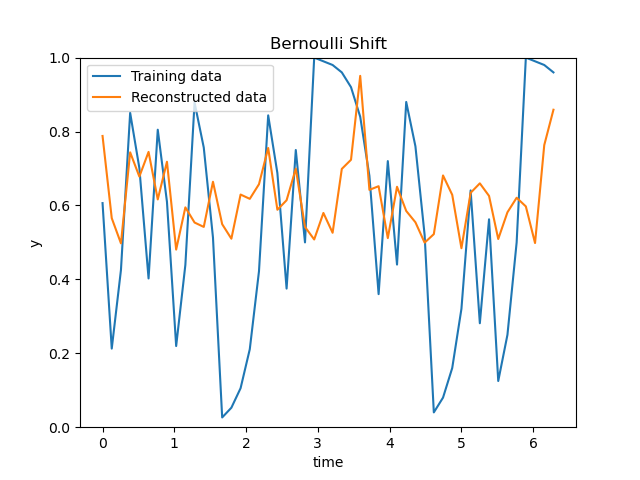 Bernoulli Shift
Training data
Reconstructed data
1.0
0.8
0.6
0.4
0.2
0.0
y
0 1 2 3 4 5 6
time